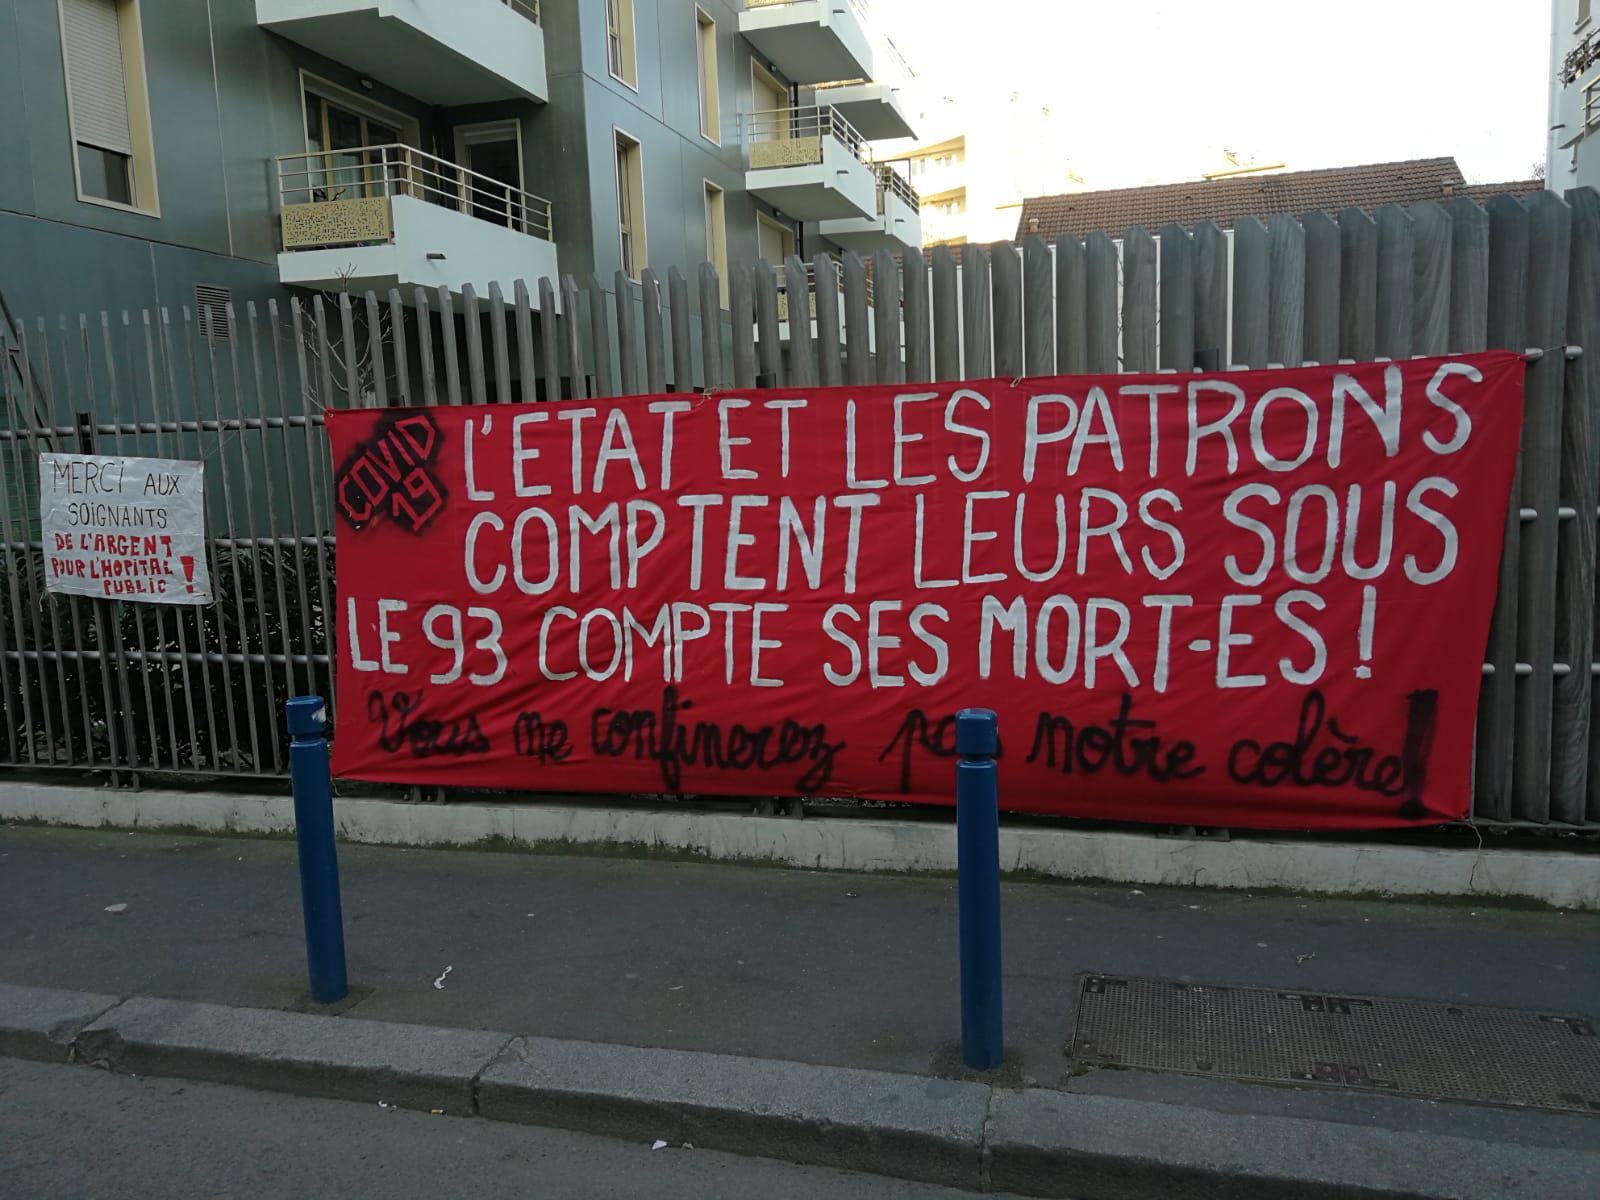 MERCI AUX
SOIGNANTS
DE L'ARGENT
POUR L'HOPITAL
PUBLIC !
COVID
19
L'ETAT ET LES PATRONS
COMPTENT LEURS SOUS
LE 93 COMPTE SES MORT-ES !
Vous ne confinerez pas notre colère !